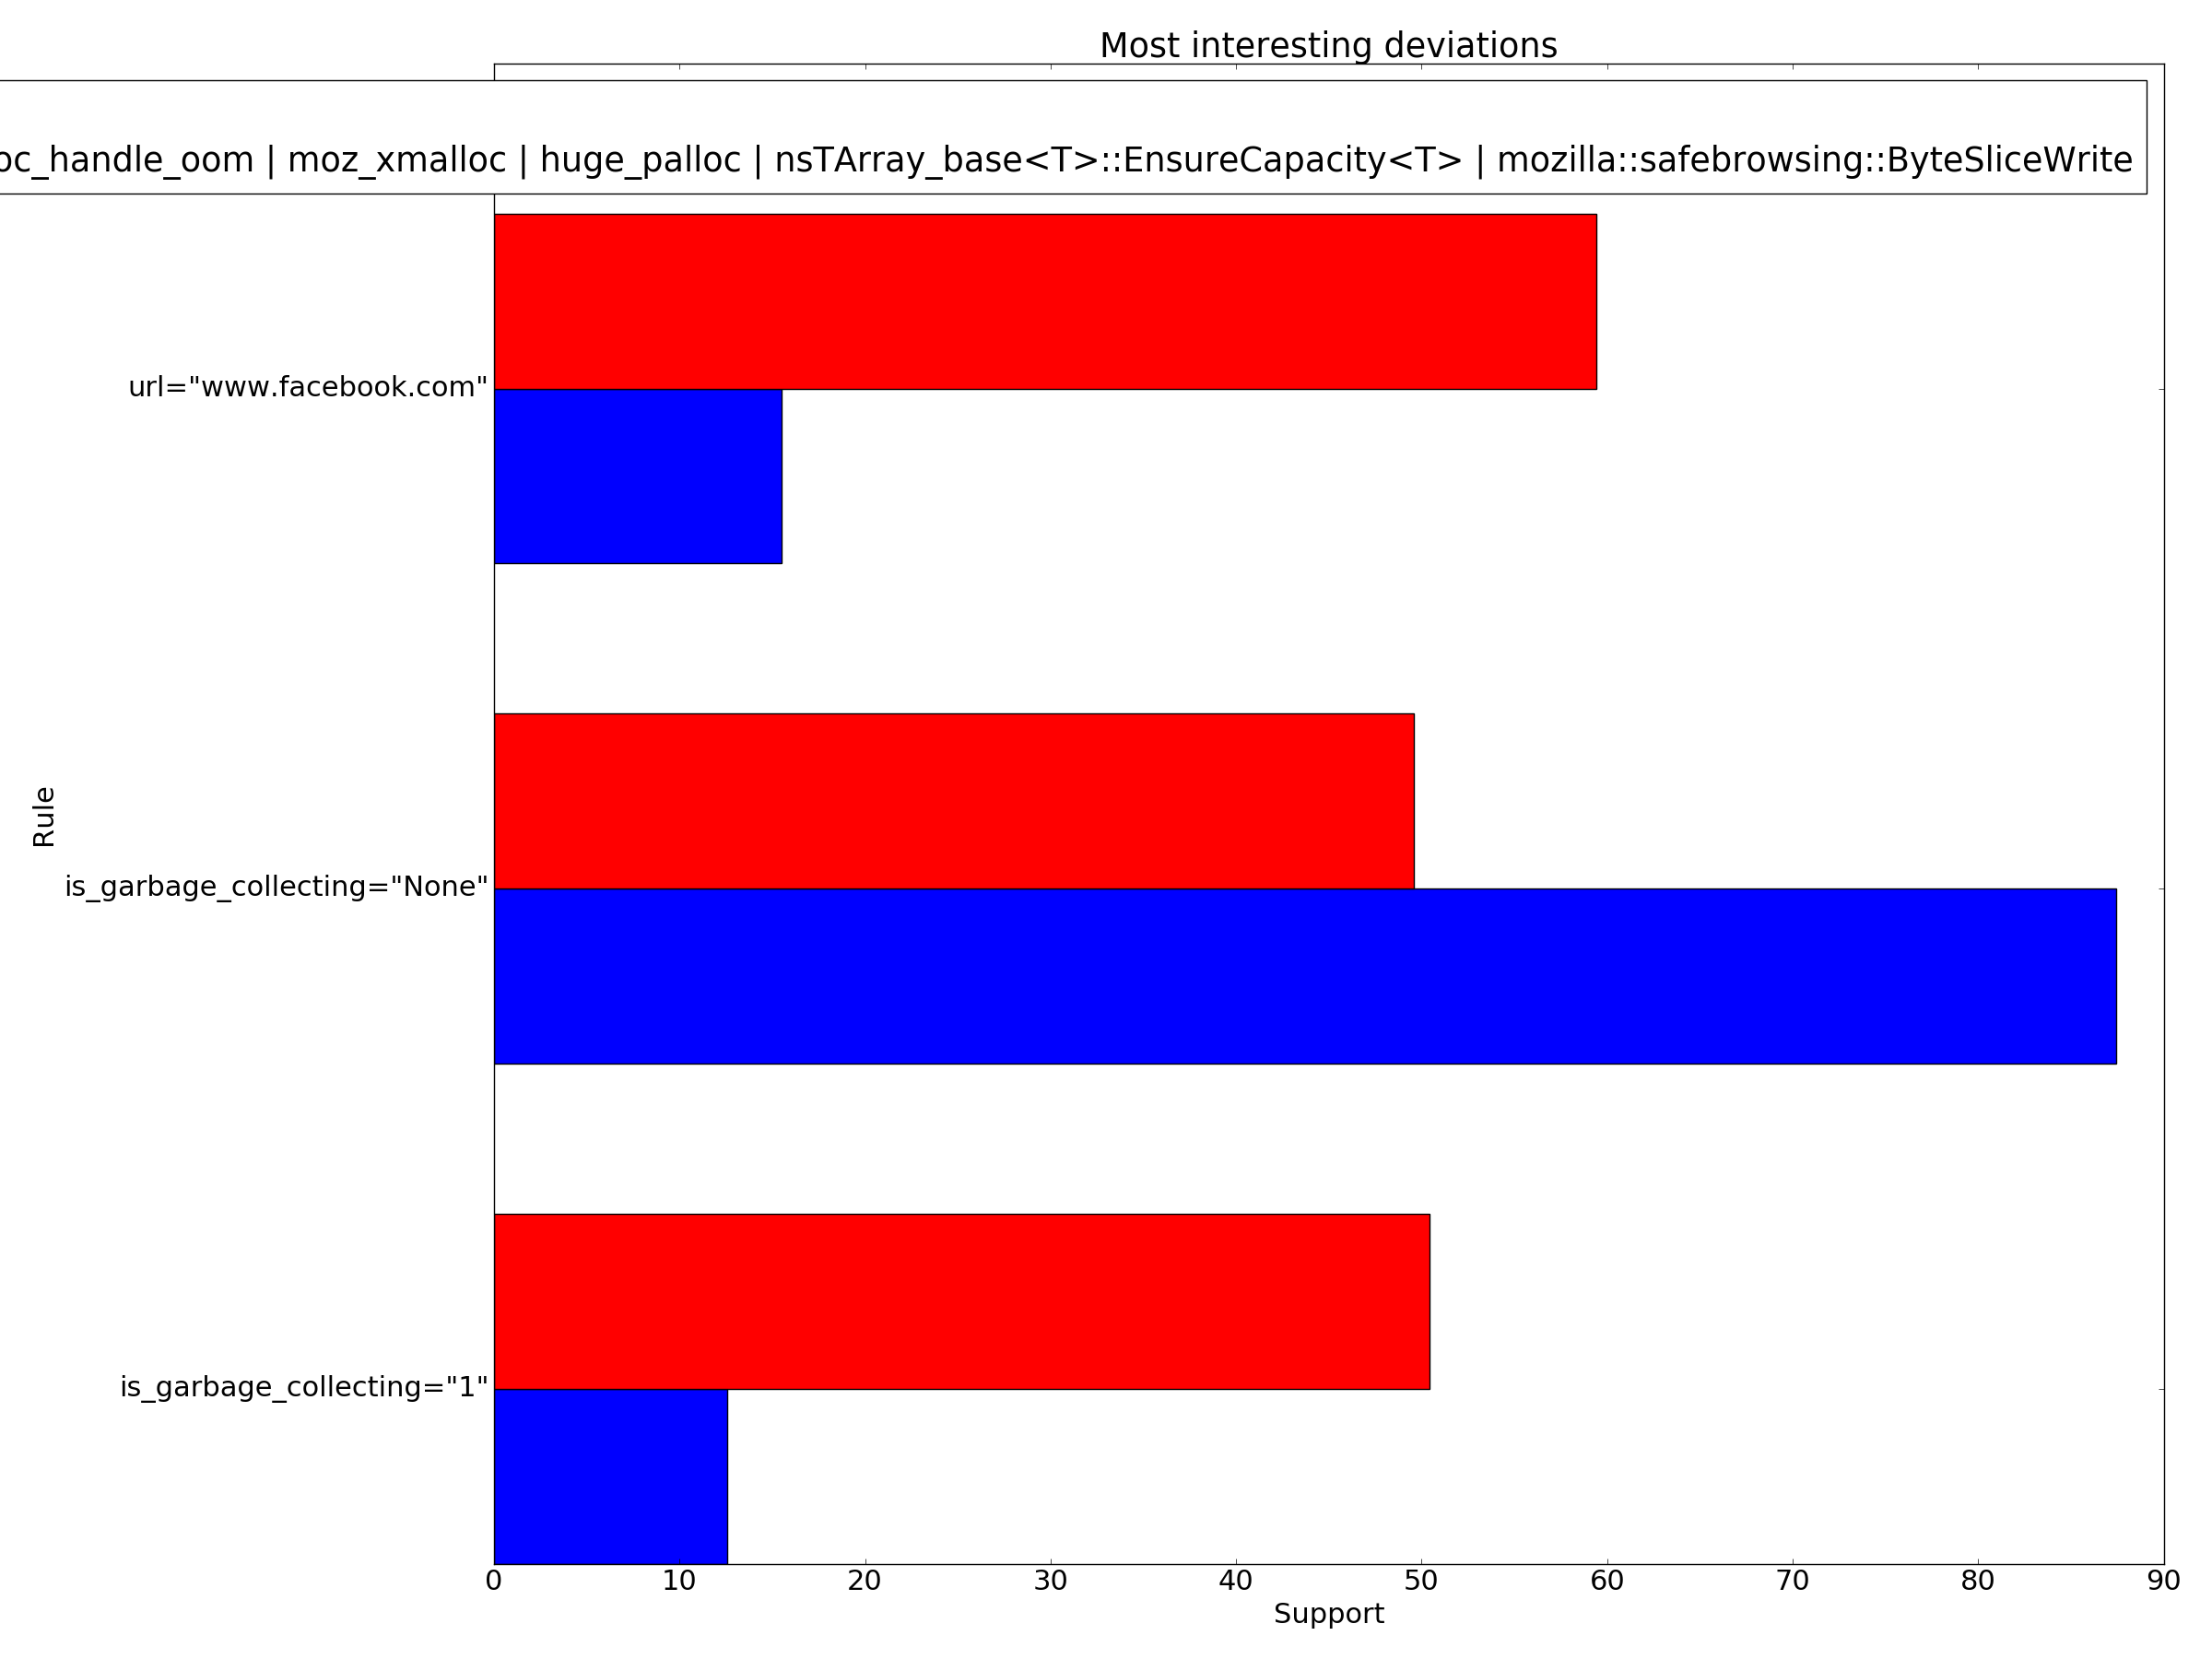 Most interesting deviations
oc_handle_oom | moz_xmalloc | huge_palloc | nsTArray_base<T>::EnsureCapacity<T> | mozilla::safebrowsing::ByteSliceWrite
url="www.facebook.com"
Rule
is_garbage_collecting="None"
is_garbage_collecting="1"
0 10 20 30 40 50 60 70 80 90
Support